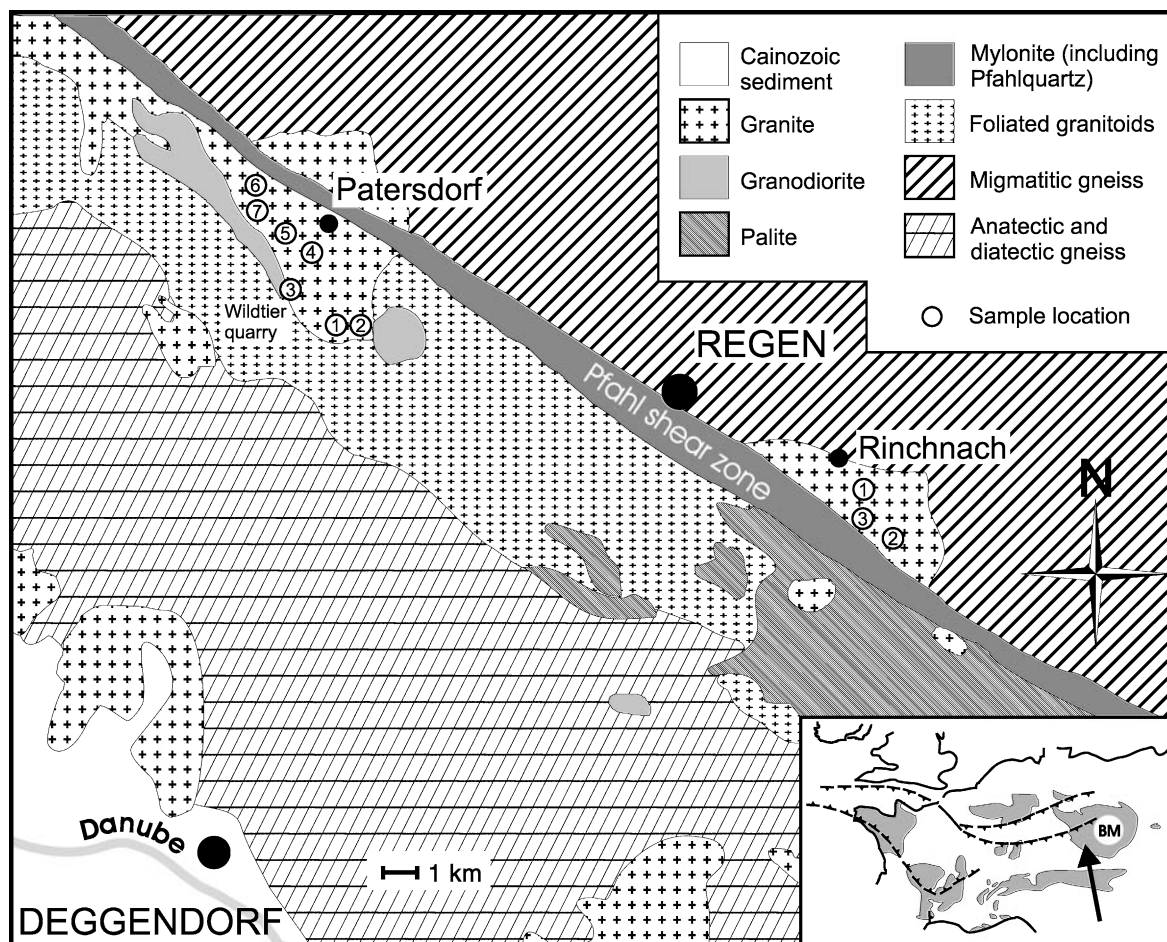 Cainozoic
sediment
Granite
Granodiorite
Palite
Mylonite (including
Pfahlquartz)
Foliated granitoids
Migmatitic gneiss
Anatectic and
diatectic gneiss
Sample location
6
7
Patersdorf
5
4
3
Wildtier
quarry
1 2
REGEN
Pfahl shear zone
Rinchnach
1
3
2
N
Danube
1 km
DEGGENDORF
BM